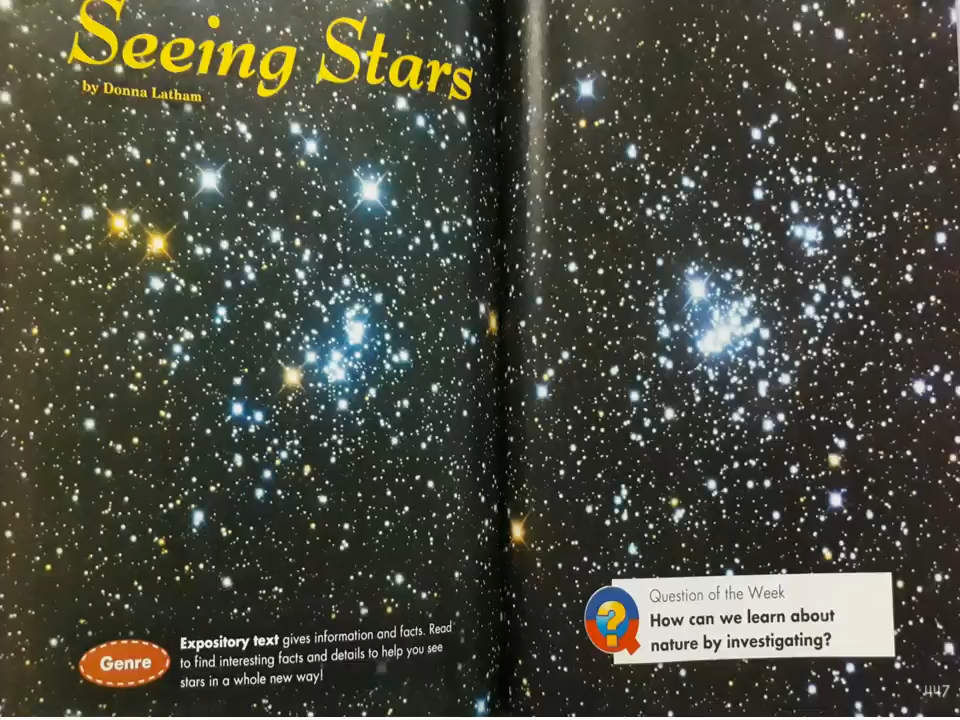 Seeing Stars
by Donna Latham
Genre
Expository text gives information and facts. Read
to find interesting facts and details to help you see
stars in a whole new way!
?
Question of the Week
How can we learn about
nature by investigating?
447